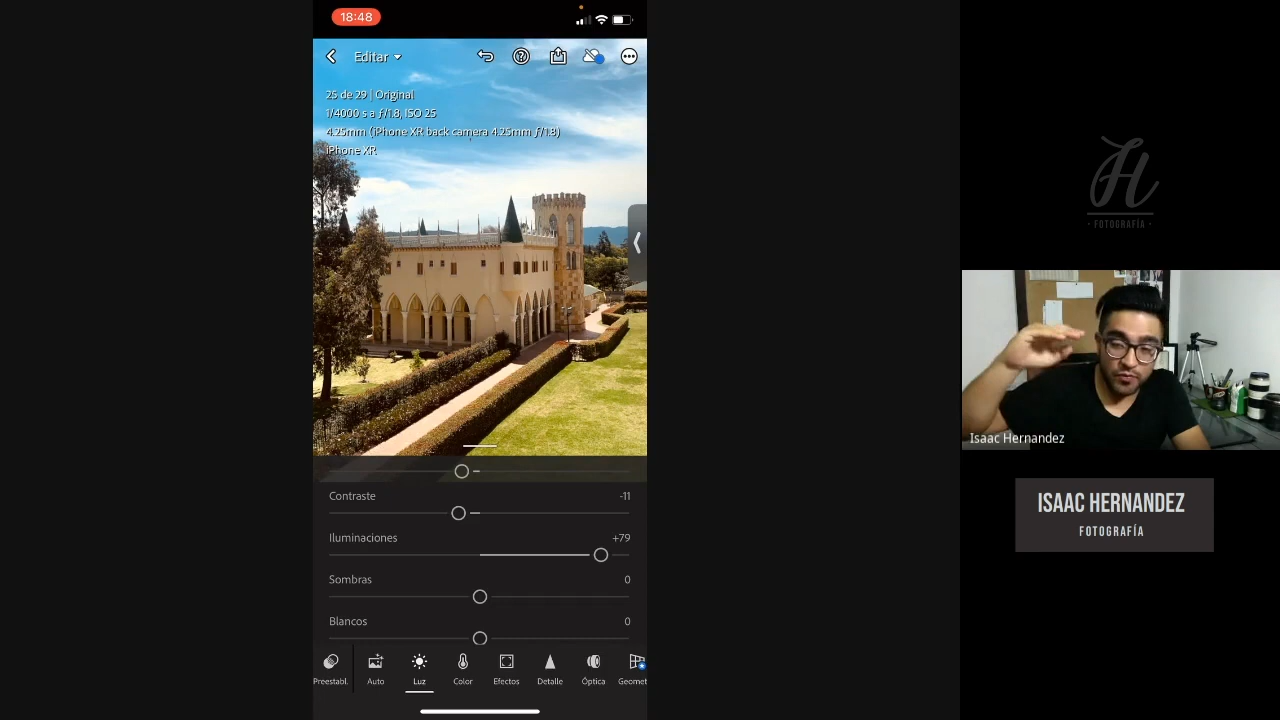 18:48
Editar
25 de 29 | Original
1/4000 s a ƒ/1.8, ISO 25
4.25mm (iPhone XR back camera 4.25mm ƒ/1.8)
iPhone XR
Contraste -11
Iluminaciones +79
Sombras 0
Blancos 0
Preestabl. Auto Luz Color Efectos Detalle Óptica Geomet
H
• FOTOGRAFÍA •
Isaac Hernandez
ISAAC HERNANDEZ
FOTOGRAFÍA